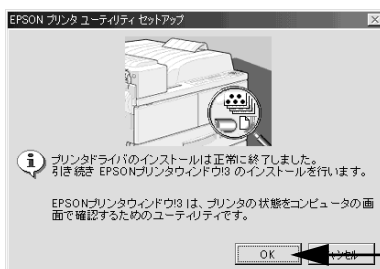 EPSON プリンタ ユーティリティ セットアップ
プリンタドライバのインストールは正常に終了しました。
引き続き EPSONプリンタウィンドウ!3 のインストールを行います。
EPSONプリンタウィンドウ!3 は、プリンタの状態をコンピュータの画
面で確認するためのユーティリティです。
OK